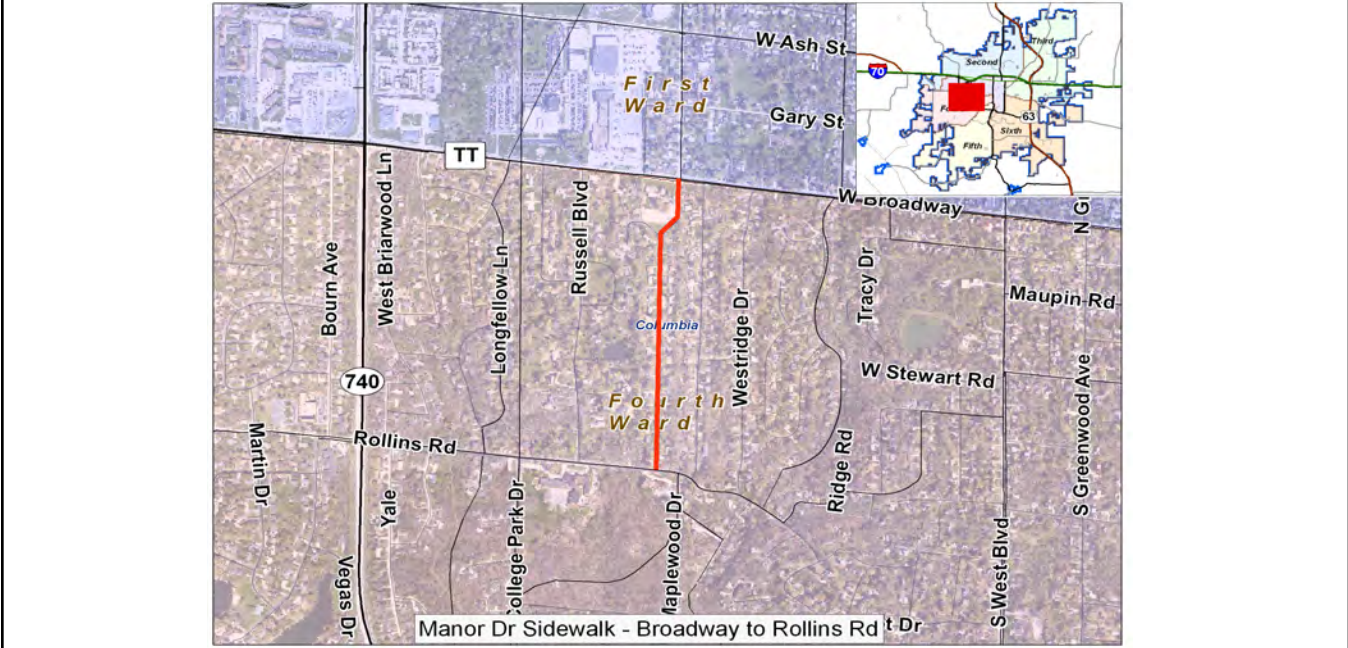 W Ash St
First
Ward
Gary St
TT
W Broadway
Second
Third
70
63
Sixth
Fifth
Bourn Ave
West Briarwood Ln
Longfellow Ln
Russell Blvd
Columbia
Westridge Dr
Tracy Dr
Maupin Rd
W Stewart Rd
740
Fourth
Ward
Rollins Rd
Martin Dr
Yale
Vegas Dr
College Park Dr
Maplewood Dr
Ridge Rd
S West Blvd
S Greenwood Ave
Manor Dr Sidewalk - Broadway to Rollins Rd